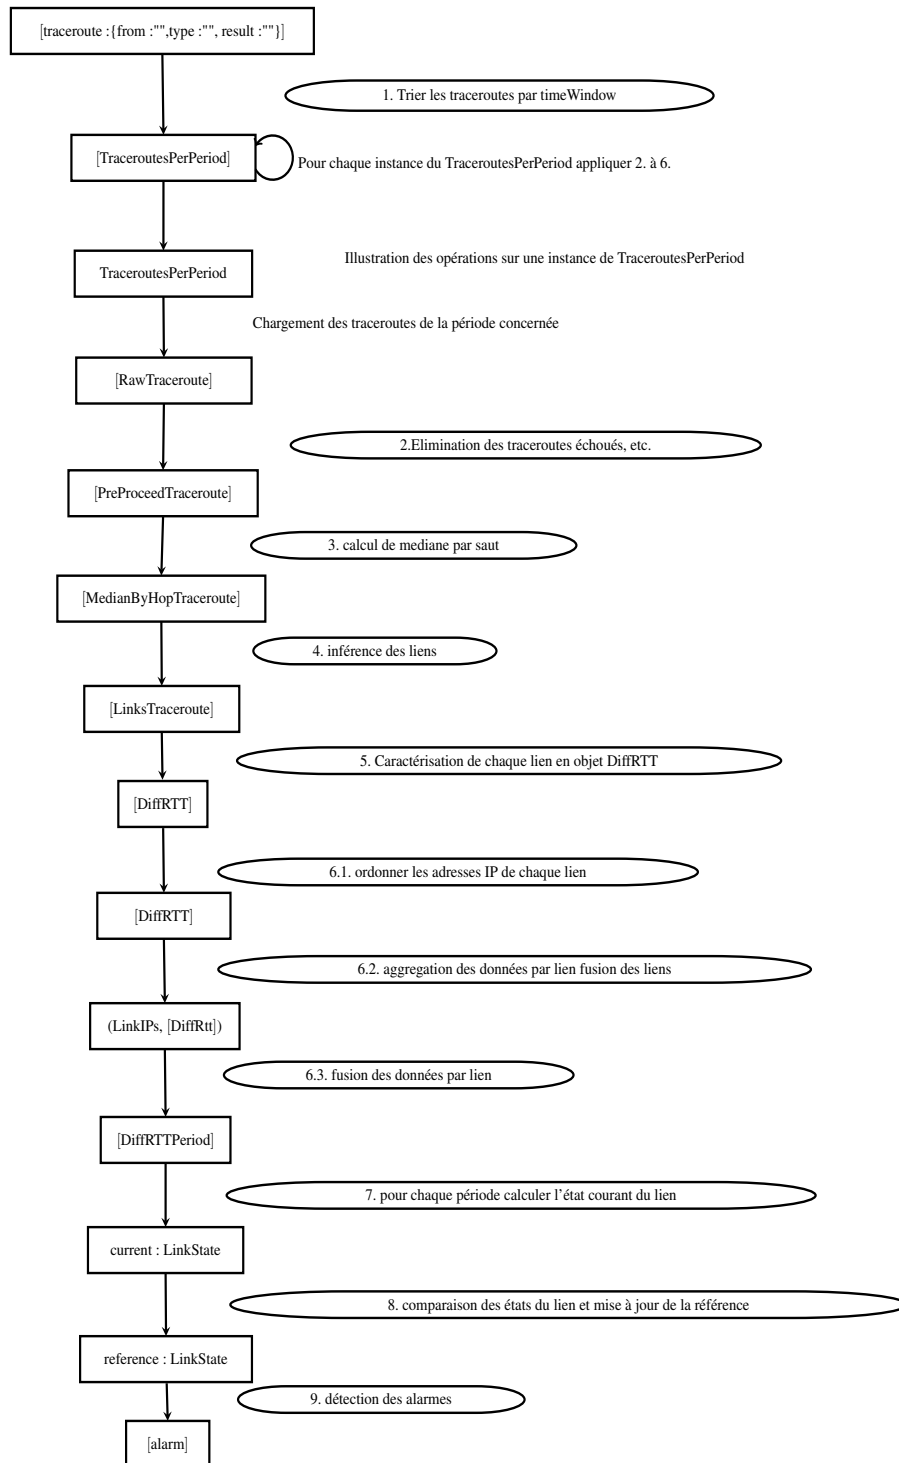 [traceroute :{from :"",type :"", result :""}]
1. Trier les traceroutes par timeWindow
[TraceroutesPerPeriod]
Pour chaque instance du TraceroutesPerPeriod appliquer 2. à 6.
Illustration des opérations sur une instance de TraceroutesPerPeriod
TraceroutesPerPeriod
Chargement des traceroutes de la période concernée
[RawTraceroute]
2.Elimination des traceroutes échoués, etc.
[PreProceedTraceroute]
3. calcul de mediane par saut
[MedianByHopTraceroute]
4. inférence des liens
[LinksTraceroute]
5. Caractérisation de chaque lien en objet DiffRTT
[DiffRTT]
6.1. ordonner les adresses IP de chaque lien
[DiffRTT]
6.2. aggregation des données par lien fusion des liens
(LinkIPs, [DiffRtt])
6.3. fusion des données par lien
[DiffRTTPeriod]
7. pour chaque période calculer l'état courant du lien
current : LinkState
8. comparaison des états du lien et mise à jour de la référence
reference : LinkState
9. détection des alarmes
[alarm]